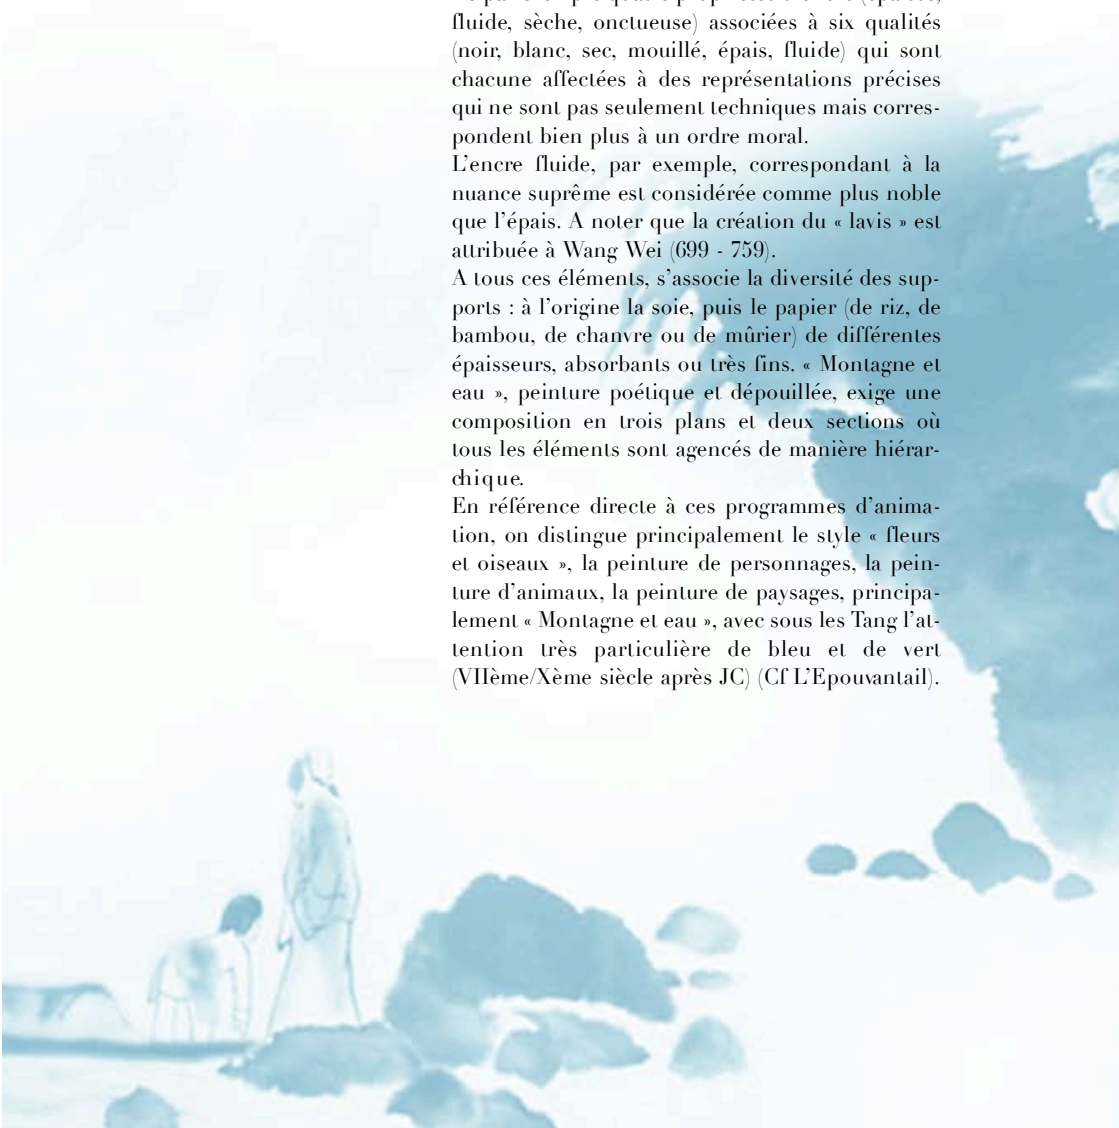 fluide, sèche, onctueuse) associées à six qualités
(noir, blanc, sec, mouillé, épais, fluide) qui sont
chacune affectées à des représentations précises
qui ne sont pas seulement techniques mais corres-
pondent bien plus à un ordre moral.
L'encre fluide, par exemple, correspondant à la
nuance suprême est considérée comme plus noble
que l'épais. A noter que la création du « lavis » est
attribuée à Wang Wei (699 - 759).
A tous ces éléments, s'associe la diversité des sup-
ports : à l'origine la soie, puis le papier (de riz, de
bambou, de chanvre ou de mûrier) de différentes
épaisseurs, absorbants ou très fins. « Montagne et
eau », peinture poétique et dépouillée, exige une
composition en trois plans et deux sections où
tous les éléments sont agencés de manière hiérar-
chique.
En référence directe à ces programmes d'anima-
tion, on distingue principalement le style « fleurs
et oiseaux », la peinture de personnages, la pein-
ture d'animaux, la peinture de paysages, principa-
lement « Montagne et eau », avec sous les Tang l'at-
tention très particulière de bleu et de vert
(VIIème/Xème siècle après JC) (Cf L'Epouvantail).